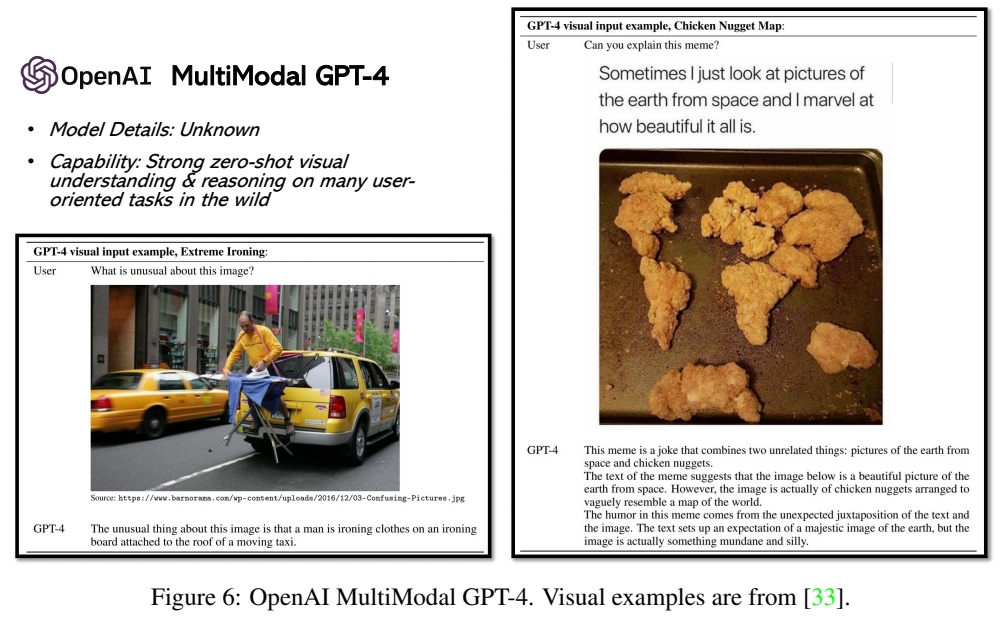 OpenAI MultiModal GPT-4
• Model Details: Unknown
• Capability: Strong zero-shot visual
understanding & reasoning on many user-
oriented tasks in the wild
GPT-4 visual input example, Extreme Ironing:
User What is unusual about this image?
Source: https://www.barnorama.com/wp-content/uploads/2016/12/03-Confusing-Pictures.jpg
GPT-4 The unusual thing about this image is that a man is ironing clothes on an ironing
board attached to the roof of a moving taxi.
GPT-4 visual input example, Chicken Nugget Map:
User Can you explain this meme?
Sometimes I just look at pictures of
the earth from space and I marvel at
how beautiful it all is.
GPT-4 This meme is a joke that combines two unrelated things: pictures of the earth from
space and chicken nuggets.
The text of the meme suggests that the image below is a beautiful picture of the
earth from space. However, the image is actually of chicken nuggets arranged to
vaguely resemble a map of the world.
The humor in this meme comes from the unexpected juxtaposition of the text and
the image. The text sets up an expectation of a majestic image of the earth, but the
image is actually something mundane and silly.
Figure 6: OpenAI MultiModal GPT-4. Visual examples are from [33].